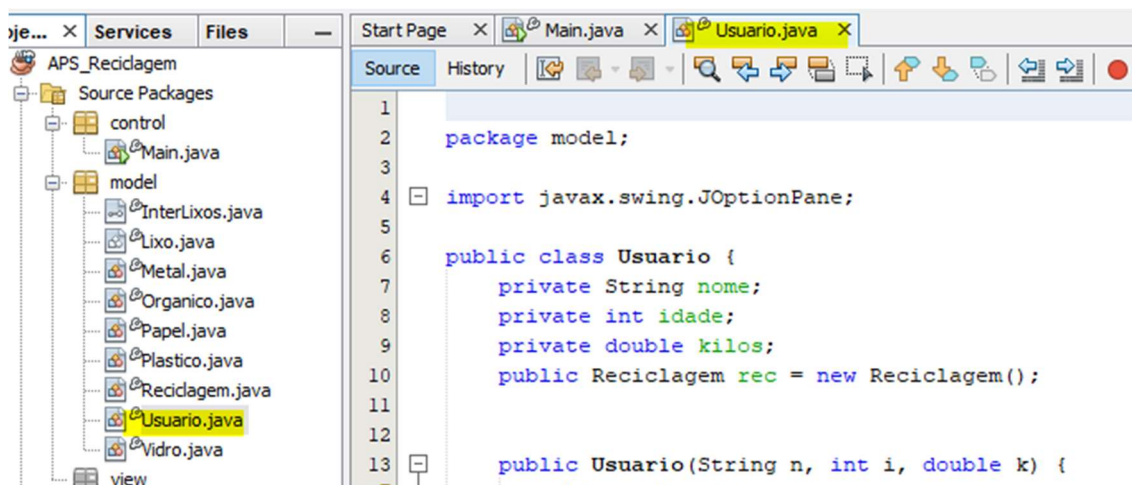 oje... × Services Files —
APS_Reciclagem
Source Packages
control
Main.java
model
InterLixos.java
Lixo.java
Metal.java
Organico.java
Papel.java
Plastico.java
Reciclagem.java
Usuario.java
Vidro.java
view
Start Page × Main.java × Usuario.java ×
Source History
1
2 package model;
3
4 import javax.swing.JOptionPane;
5
6 public class Usuario {
7 private String nome;
8 private int idade;
9 private double kilos;
10 public Reciclagem rec = new Reciclagem();
11
12
13 public Usuario(String n, int i, double k) {